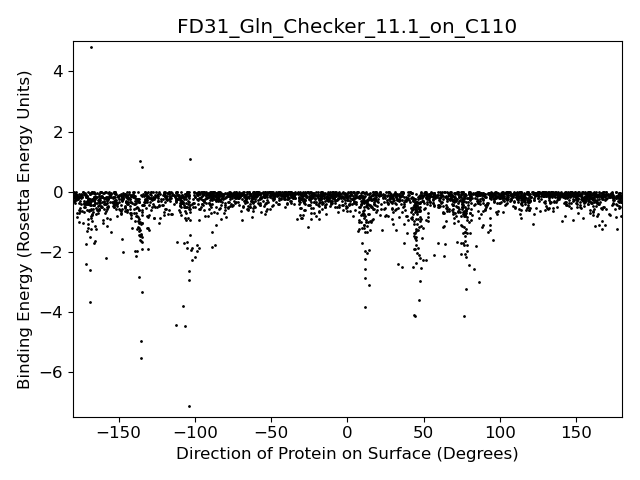 FD31_Gln_Checker_11.1_on_C110
Binding Energy (Rosetta Energy Units)
4
2
0
−2
−4
−6
−150 −100 −50 0 50 100 150
Direction of Protein on Surface (Degrees)